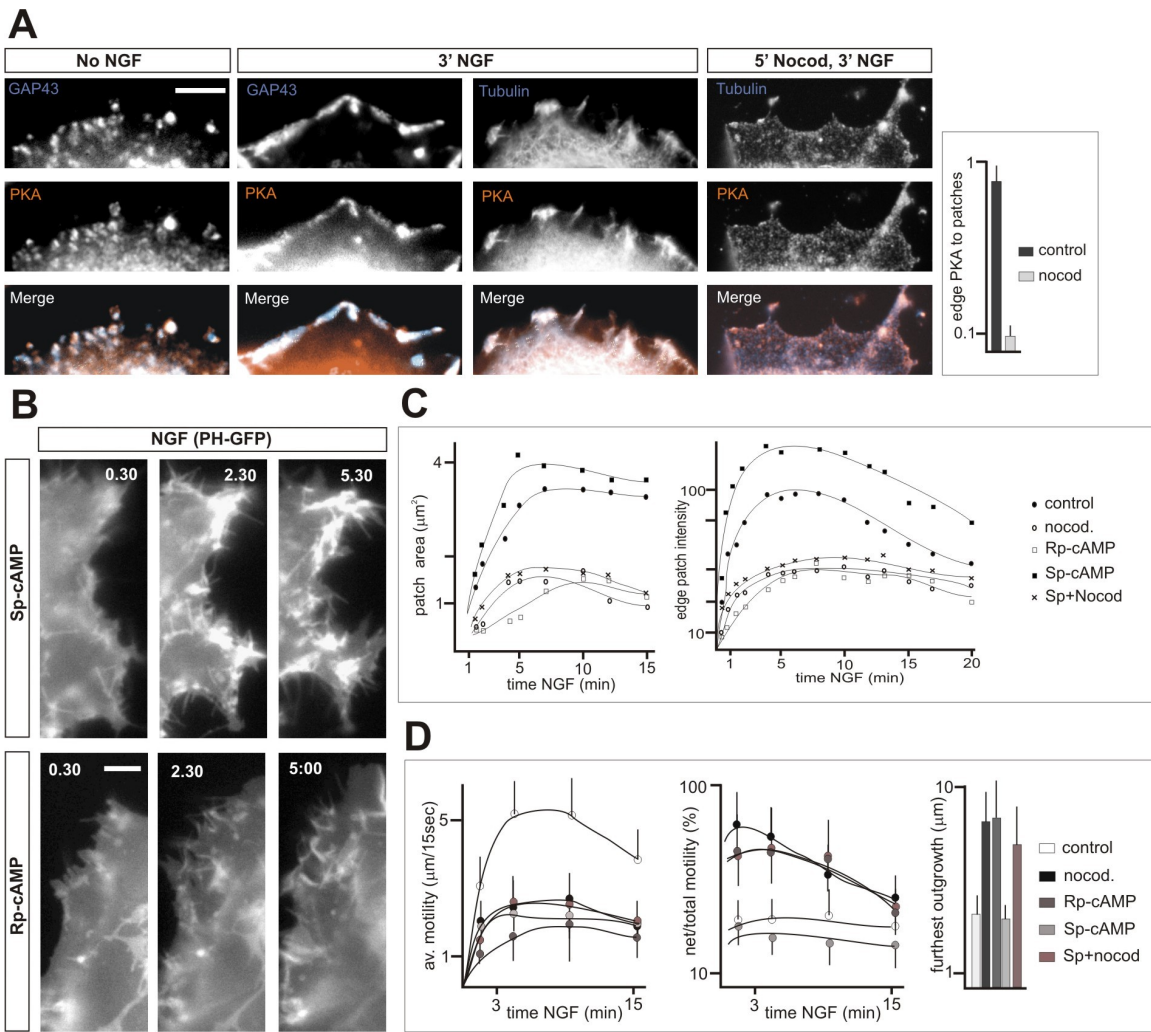 A
No NGF
3' NGF
5' Nocod, 3' NGF
GAP43
GAP43
Tubulin
Tubulin
PKA
PKA
PKA
PKA
Merge
Merge
Merge
Merge
edge PKA to patches
1
0.1
control
nocod
B
NGF (PH-GFP)
Sp-cAMP
0.30
2.30
5.30
Rp-cAMP
0.30
2.30
5:00
C
patch area (μm²)
4
1
1
5
10
15
time NGF (min)
edge patch intensity
100
10
1
5
10
15
20
time NGF (min)
control
nocod.
Rp-cAMP
Sp-cAMP
Sp+Nocod
D
av. motility (μm/15sec)
5
1
3
15
time NGF (min)
net/total motility (%)
100
10
3
15
time NGF (min)
furthest outgrowth (μm)
10
1
control
nocod.
Rp-cAMP
Sp-cAMP
Sp+nocod